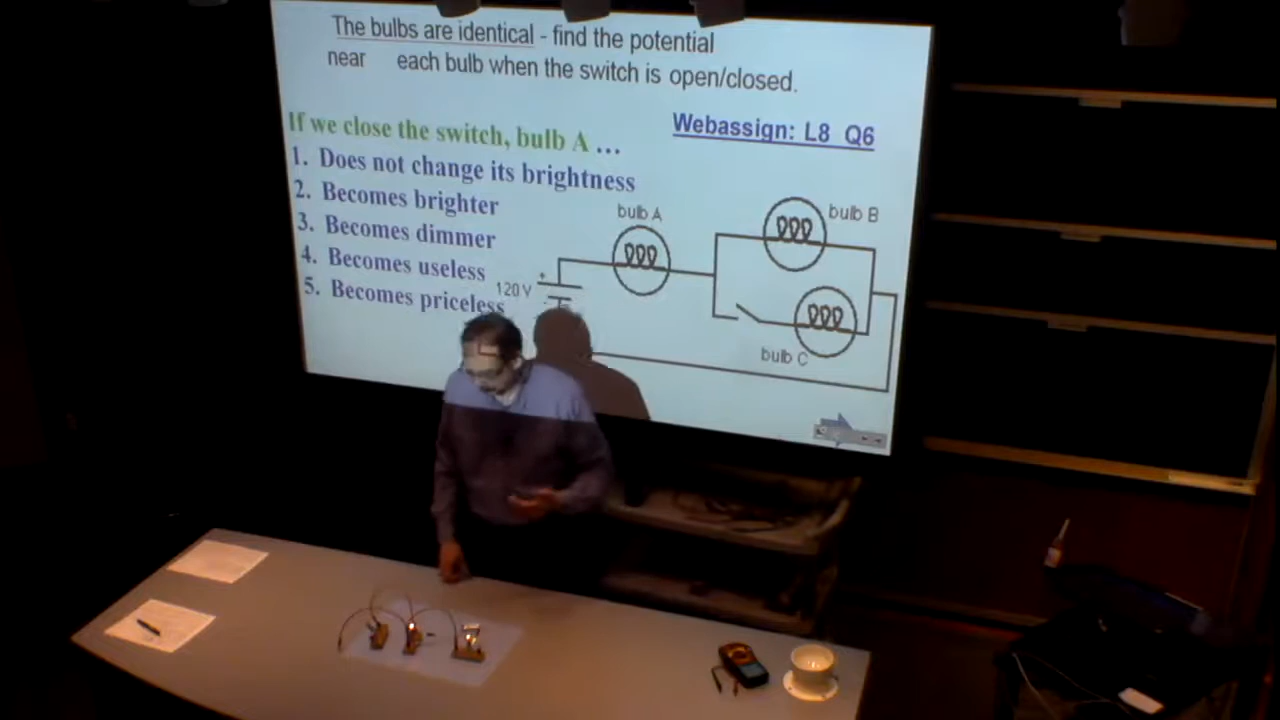 The bulbs are identical - find the potential
near each bulb when the switch is open/closed.
If we close the switch, bulb A ...
Webassign: L8 Q6
1. Does not change its brightness
2. Becomes brighter
3. Becomes dimmer
4. Becomes useless
5. Becomes priceless
bulb A
bulb B
120 V
+
bulb C